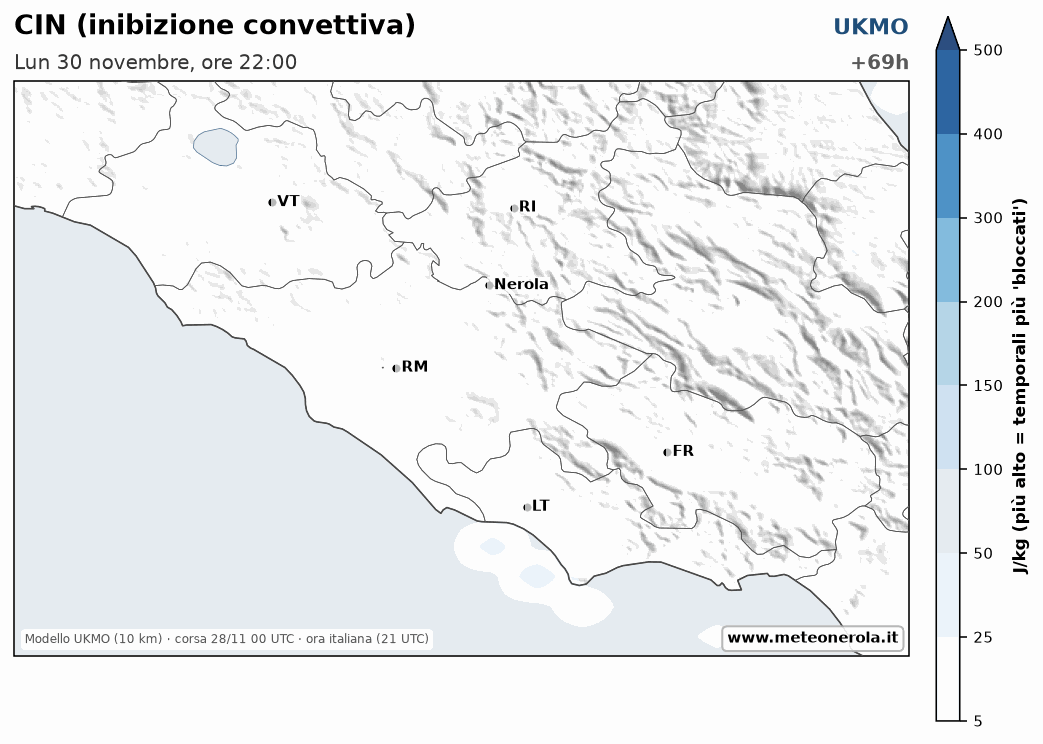 CIN (inibizione convettiva)
UKMO
Lun 30 novembre, ore 22:00
+69h
VT
RI
Nerola
RM
FR
LT
Modello UKMO (10 km) · corsa 28/11 00 UTC · ora italiana (21 UTC)
www.meteonerola.it
500
400
300
200
150
100
50
25
5
J/kg (più alto = temporali più 'bloccati')